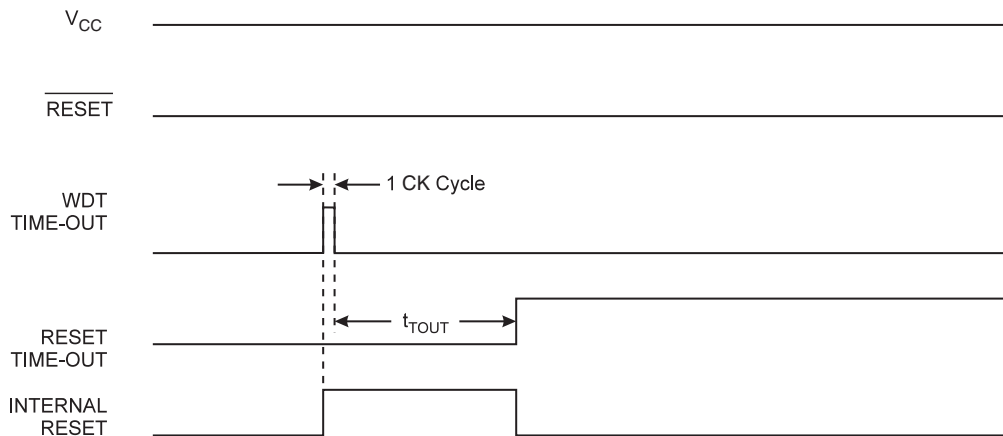 VCC
RESET
1 CK Cycle
WDT
TIME-OUT
tTOUT
RESET
TIME-OUT
INTERNAL
RESET